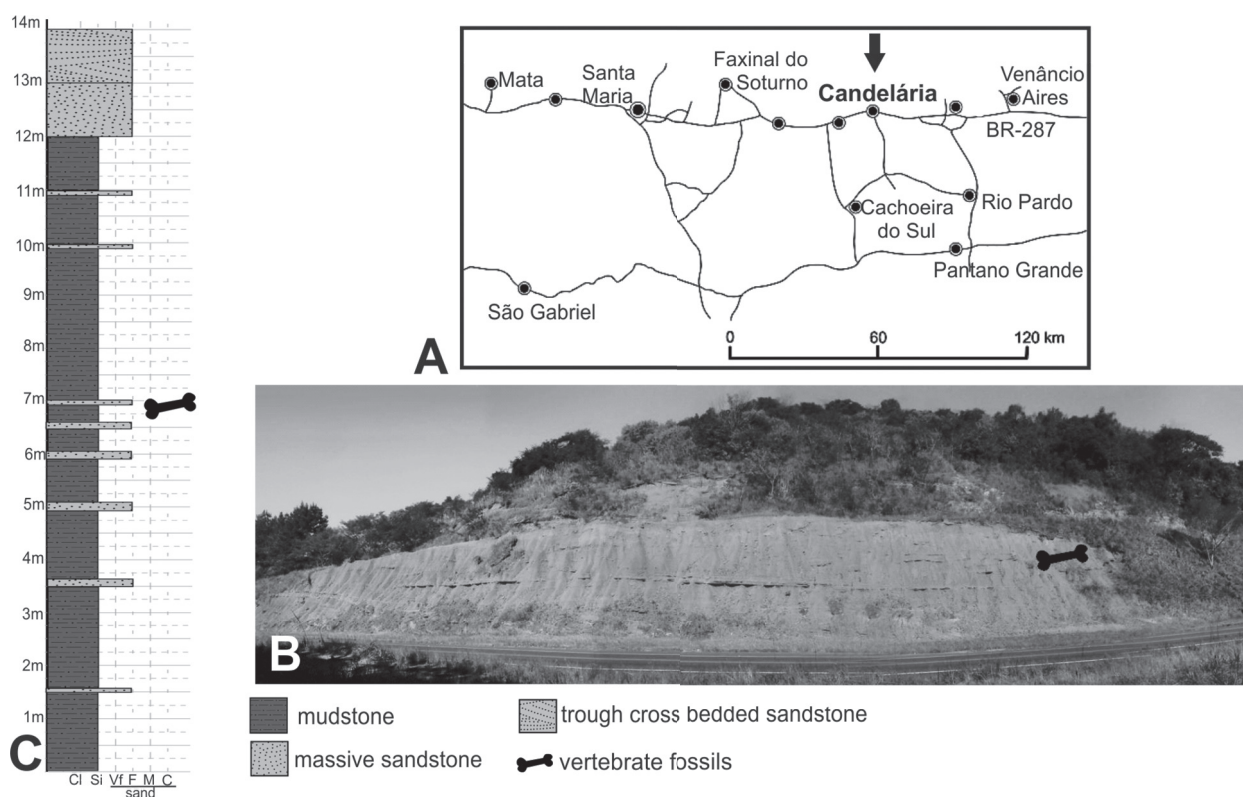 14m
13m
12m
11m
10m
9m
8m
7m
6m
5m
4m
3m
2m
1m
C
Cl Si Vf F M C
sand
Mata
Santa
Maria
Faxinal do
Soturno
Candelária
Venâncio
Aires
BR-287
Cachoeira
do Sul
Rio Pardo
Pantano Grande
São Gabriel
0 60 120 km
A
B
mudstone
trough cross bedded sandstone
massive sandstone
vertebrate fossils